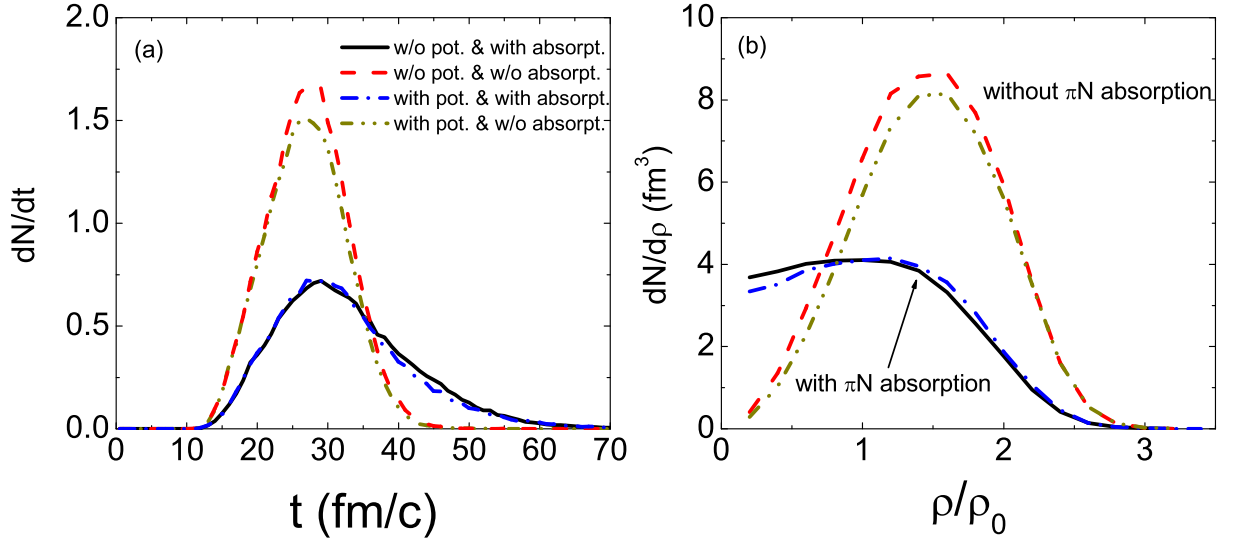 (a)
w/o pot. & with absorpt.
w/o pot. & w/o absorpt.
with pot. & with absorpt.
with pot. & w/o absorpt.
2.0
1.5
1.0
0.5
0.0
dN/dt
0 10 20 30 40 50 60 70
t (fm/c)
(b)
without πN absorption
with πN absorption
10
8
6
4
2
0
dN/dρ (fm³)
0 1 2 3
ρ/ρ₀